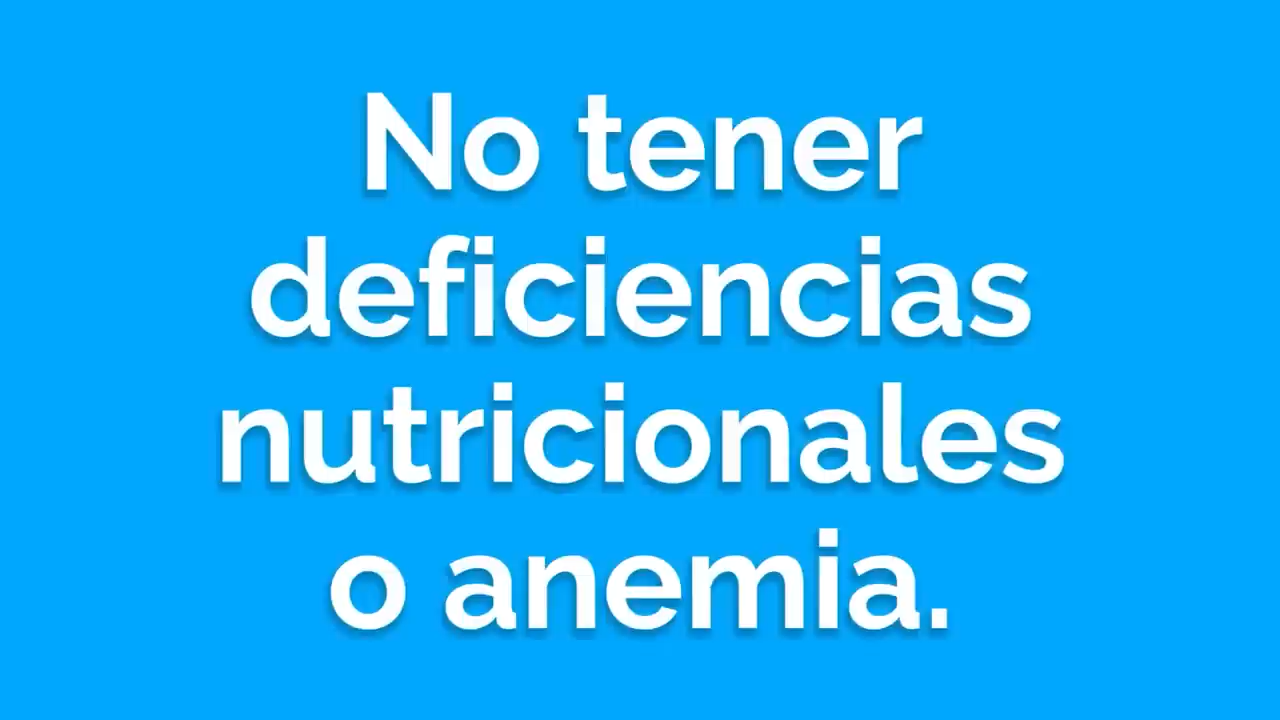 No tener
deficiencias
nutricionales
o anemia.